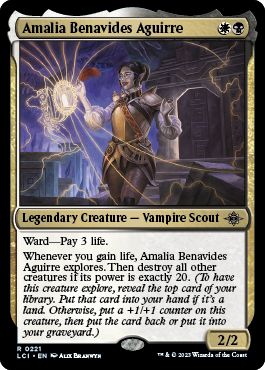 Amalia Benavides Aguirre
Legendary Creature — Vampire Scout
Ward—Pay 3 life.
Whenever you gain life, Amalia Benavides
Aguirre explores. Then destroy all other
creatures if its power is exactly 20. (To have
this creature explore, reveal the top card of your
library. Put that card into your hand if it's a
land. Otherwise, put a +1/+1 counter on this
creature, then put the card back or put it into
your graveyard.)
2/2
R 0221
LCI • EN Alix Branwyn
™ & © 2023 Wizards of the Coast